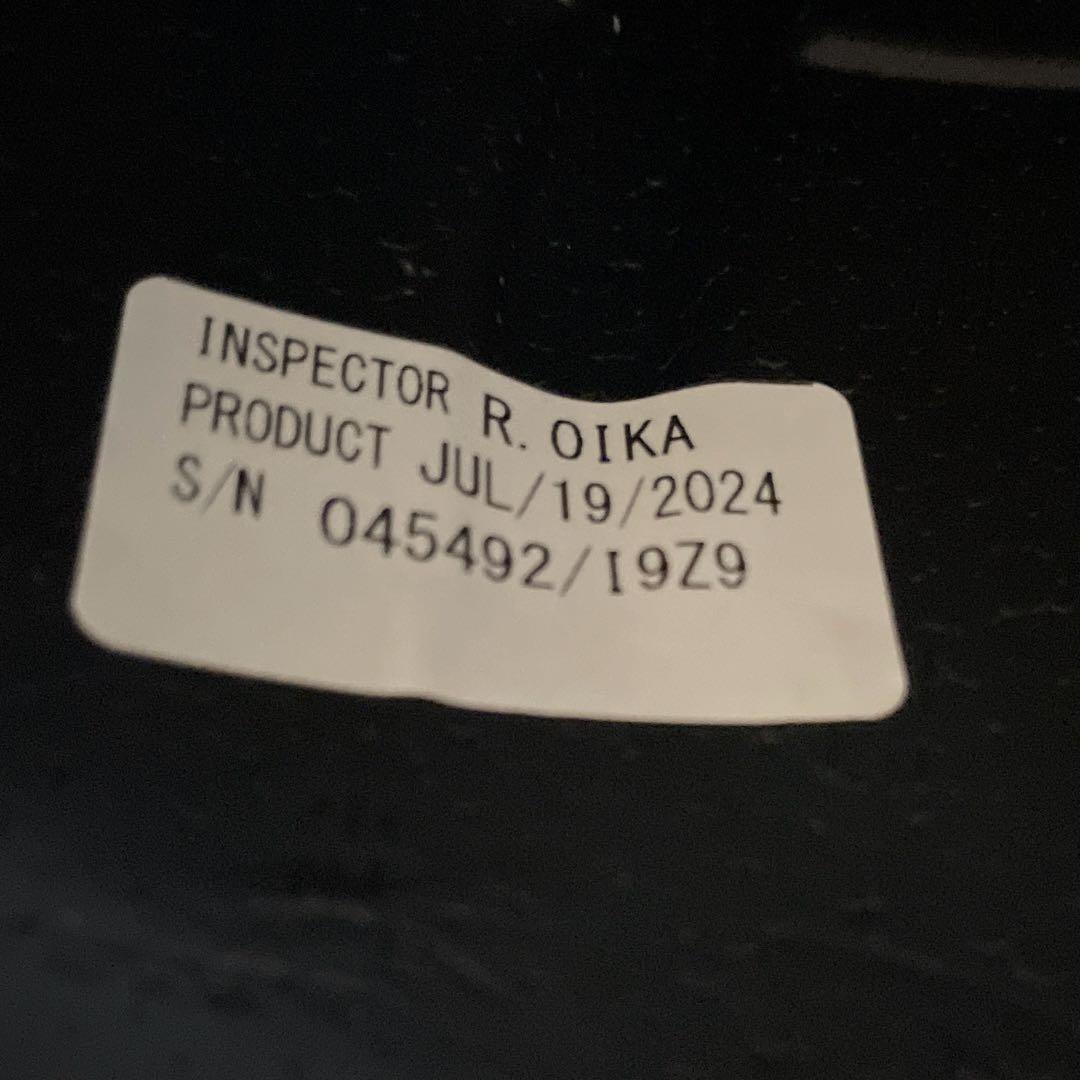 INSPECTOR R. OIKA
PRODUCT JUL/19/2024
S/N 045492/I9Z9